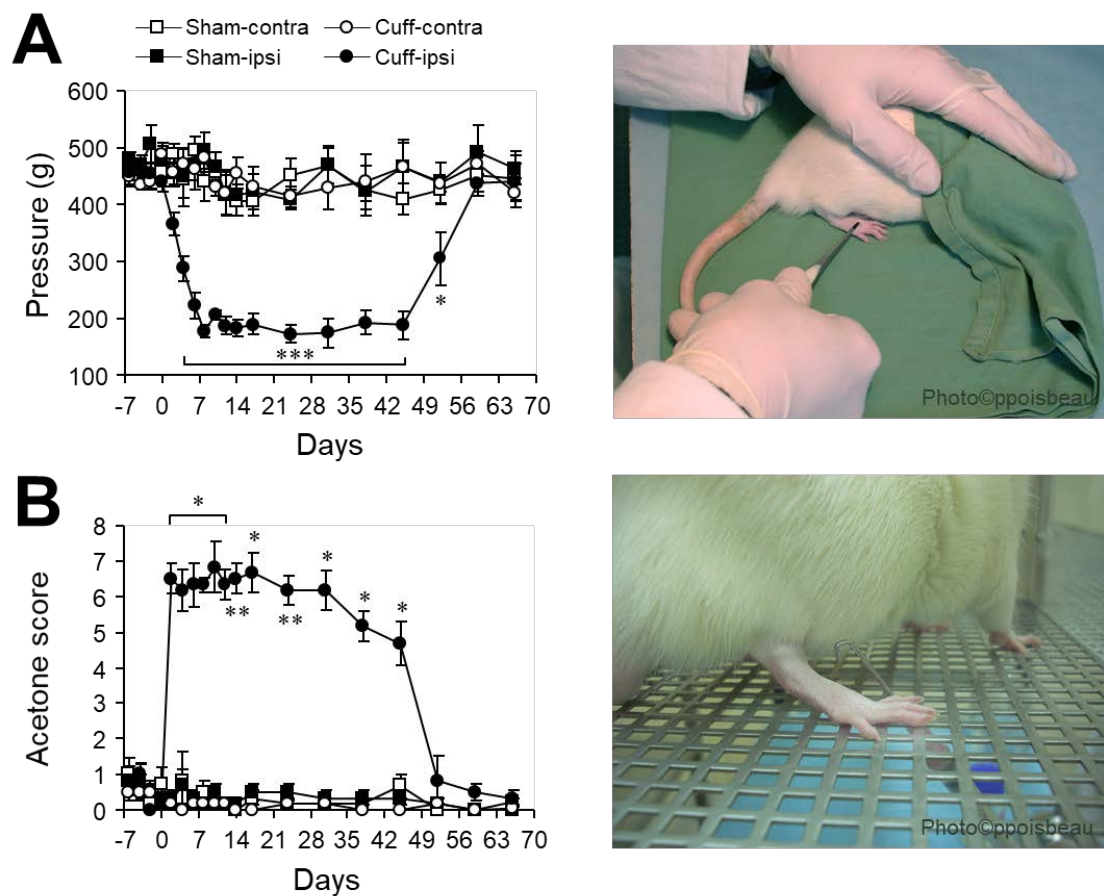 A
Sham-contra Cuff-contra
Sham-ipsi Cuff-ipsi
600
500
400
300
200
100
Pressure (g)
***
*
-7 0 7 14 21 28 35 42 49 56 63 70
Days
Photo©ppoisbeau
B
*
8
7
6
5
4
3
2
1
0
Acetone score
* * * *
** **
-7 0 7 14 21 28 35 42 49 56 63 70
Days
Photo©ppoisbeau